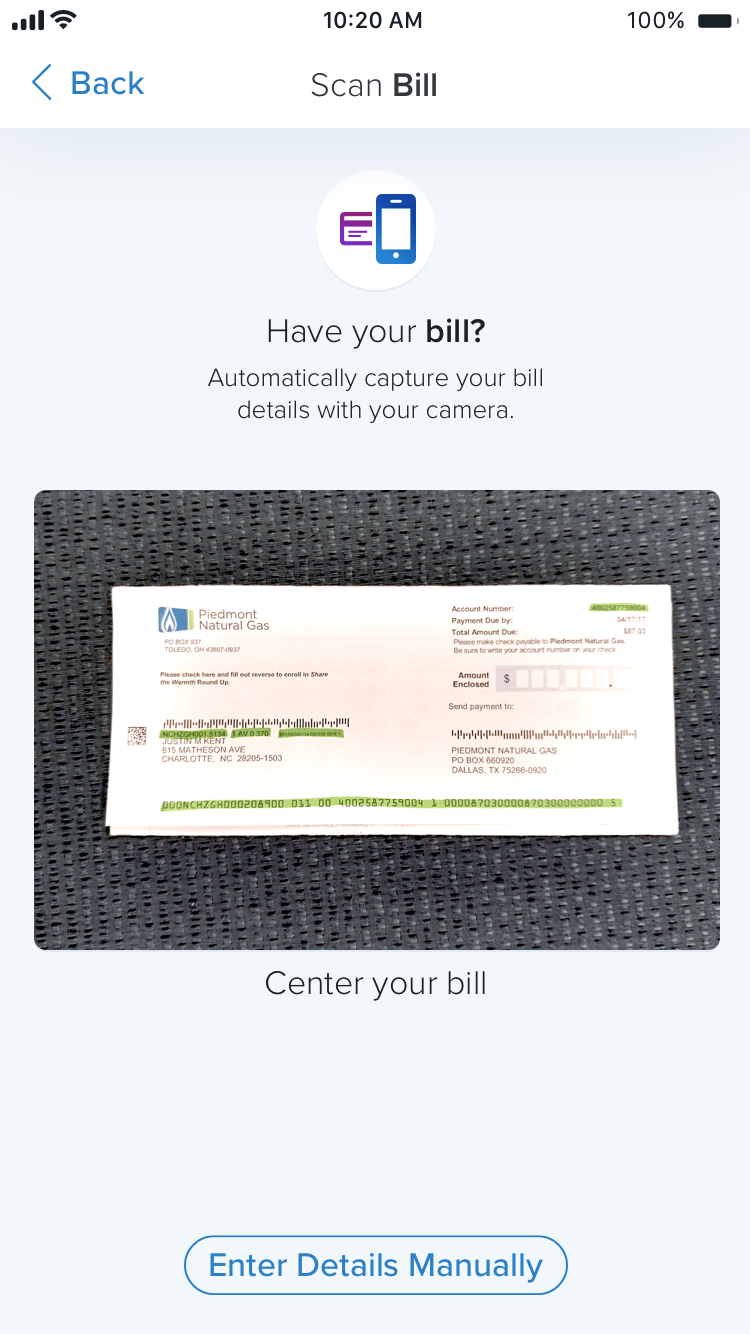 10:20 AM
100%
Back
Scan Bill
Have your bill?
Automatically capture your bill
details with your camera.
Piedmont
Natural Gas
PO BOX 937
TOLEDO, OH 43697-0937
Please check here and fill out reverse to enroll in Share
the Warmth Round Up.
NCHZGH001 5134 1 AV 0.370
JUSTIN M KENT
815 MATHESON AVE
CHARLOTTE, NC 28205-1503
Account Number: 4002587759004
Payment Due by: 04/17/17
Total Amount Due: $87.03
Please make check payable to Piedmont Natural Gas.
Be sure to write your account number on your check.
Amount
Enclosed
$
Send payment to:
PIEDMONT NATURAL GAS
PO BOX 660920
DALLAS, TX 75266-0920
000NCHZGH000208900 011 00 4002587759004 1 000087030000870300000000 5
Center your bill
Enter Details Manually